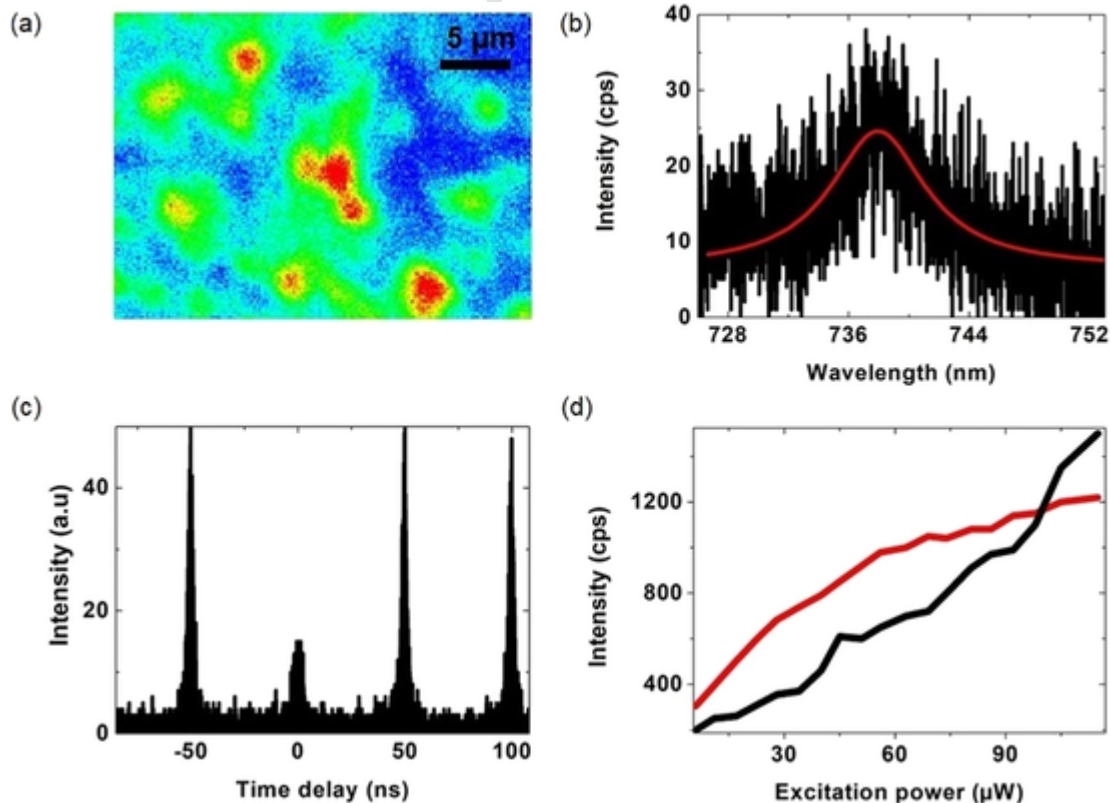 (a)
5 µm
(b)
40
30
20
10
0
Intensity (cps)
728 736 744 752
Wavelength (nm)
(c)
40
20
0
Intensity (a.u)
-50 0 50 100
Time delay (ns)
(d)
1200
800
400
Intensity (cps)
30 60 90
Excitation power (µW)